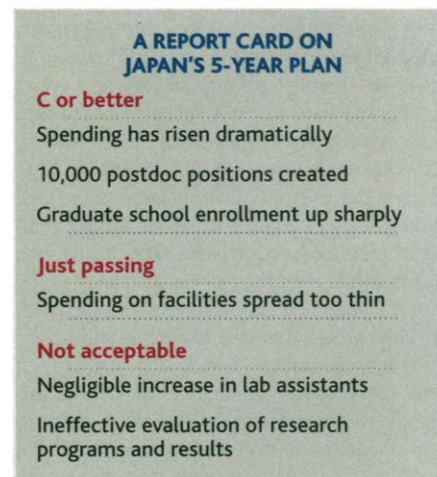 A REPORT CARD ON
JAPAN'S 5-YEAR PLAN
C or better
Spending has risen dramatically
10,000 postdoc positions created
Graduate school enrollment up sharply
Just passing
Spending on facilities spread too thin
Not acceptable
Negligible increase in lab assistants
Ineffective evaluation of research
programs and results